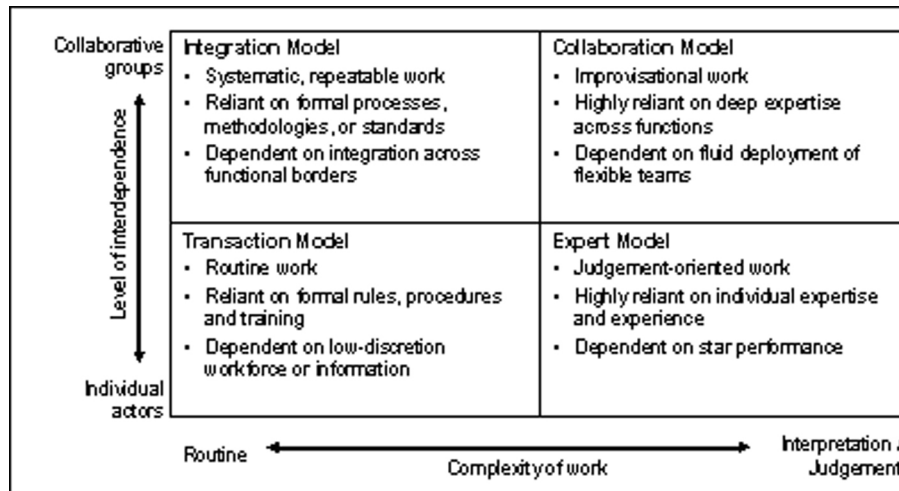 Collaborative
groups
Level of interdependence
Individual
actors
Integration Model
• Systematic, repeatable work
• Reliant on formal processes,
methodologies, or standards
• Dependent on integration across
functional borders
Collaboration Model
• Improvisational work
• Highly reliant on deep expertise
across functions
• Dependent on fluid deployment of
flexible teams
Transaction Model
• Routine work
• Reliant on formal rules, procedures
and training
• Dependent on low-discretion
workforce or information
Expert Model
• Judgement-oriented work
• Highly reliant on individual expertise
and experience
• Dependent on star performance
Routine
Complexity of work
Interpretation
Judgement